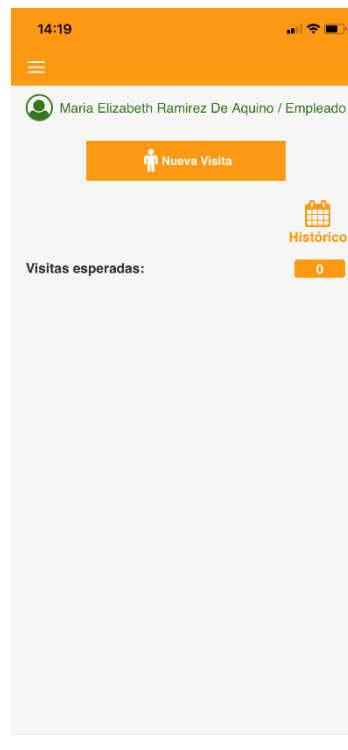 14:19
Maria Elizabeth Ramirez De Aquino / Empleado
Nueva Visita
Histórico
Visitas esperadas:
0